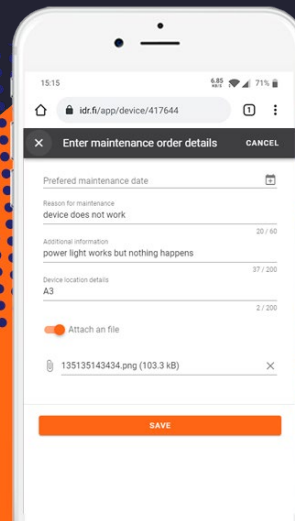 15:15 6.85 KB/S 71%
idr.fi/app/device/417644 1
Enter maintenance order details CANCEL
Prefered maintenance date
Reason for maintenance
device does not work
20 / 60
Additional information
power light works but nothing happens
37 / 200
Device location details
A3
2 / 200
Attach an file
135135143434.png (103.3 kB)
SAVE